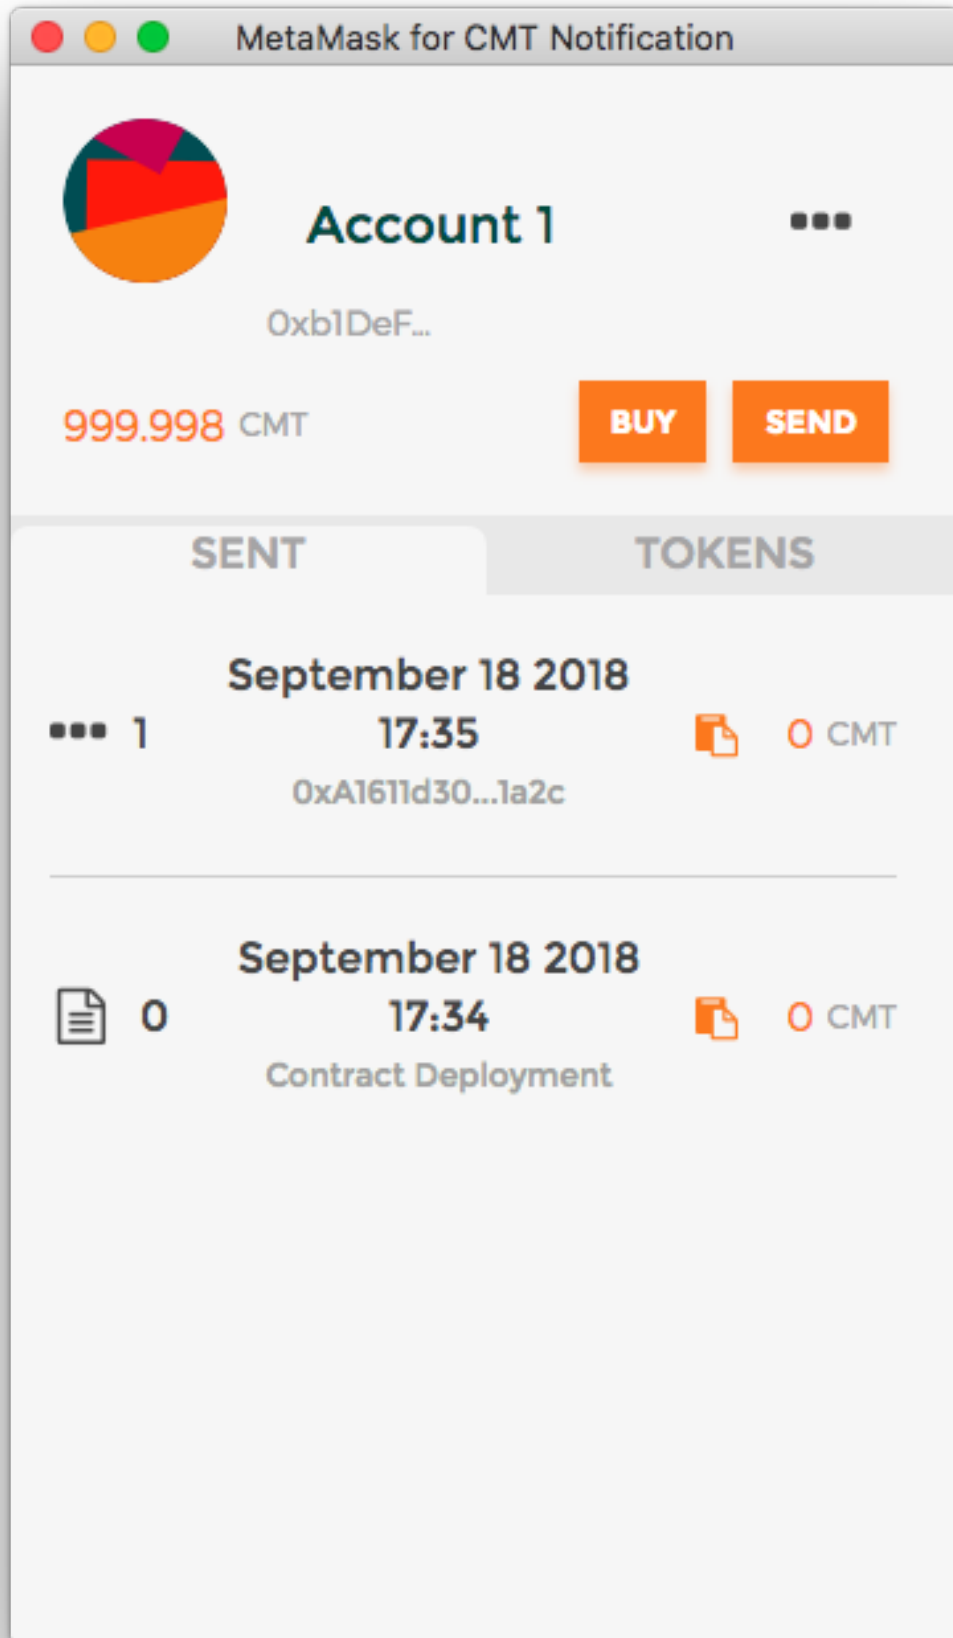 MetaMask for CMT Notification
Account 1
0xb1DeF...
999.998 CMT
BUY
SEND
SENT
TOKENS
September 18 2018
1
17:35
0 CMT
0xA1611d30...1a2c
September 18 2018
0
17:34
0 CMT
Contract Deployment